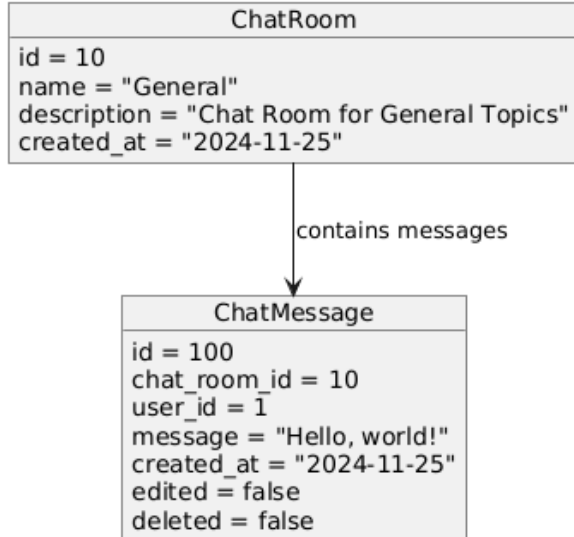 ChatRoom
id = 10
name = "General"
description = "Chat Room for General Topics"
created_at = "2024-11-25"
contains messages
ChatMessage
id = 100
chat_room_id = 10
user_id = 1
message = "Hello, world!"
created_at = "2024-11-25"
edited = false
deleted = false